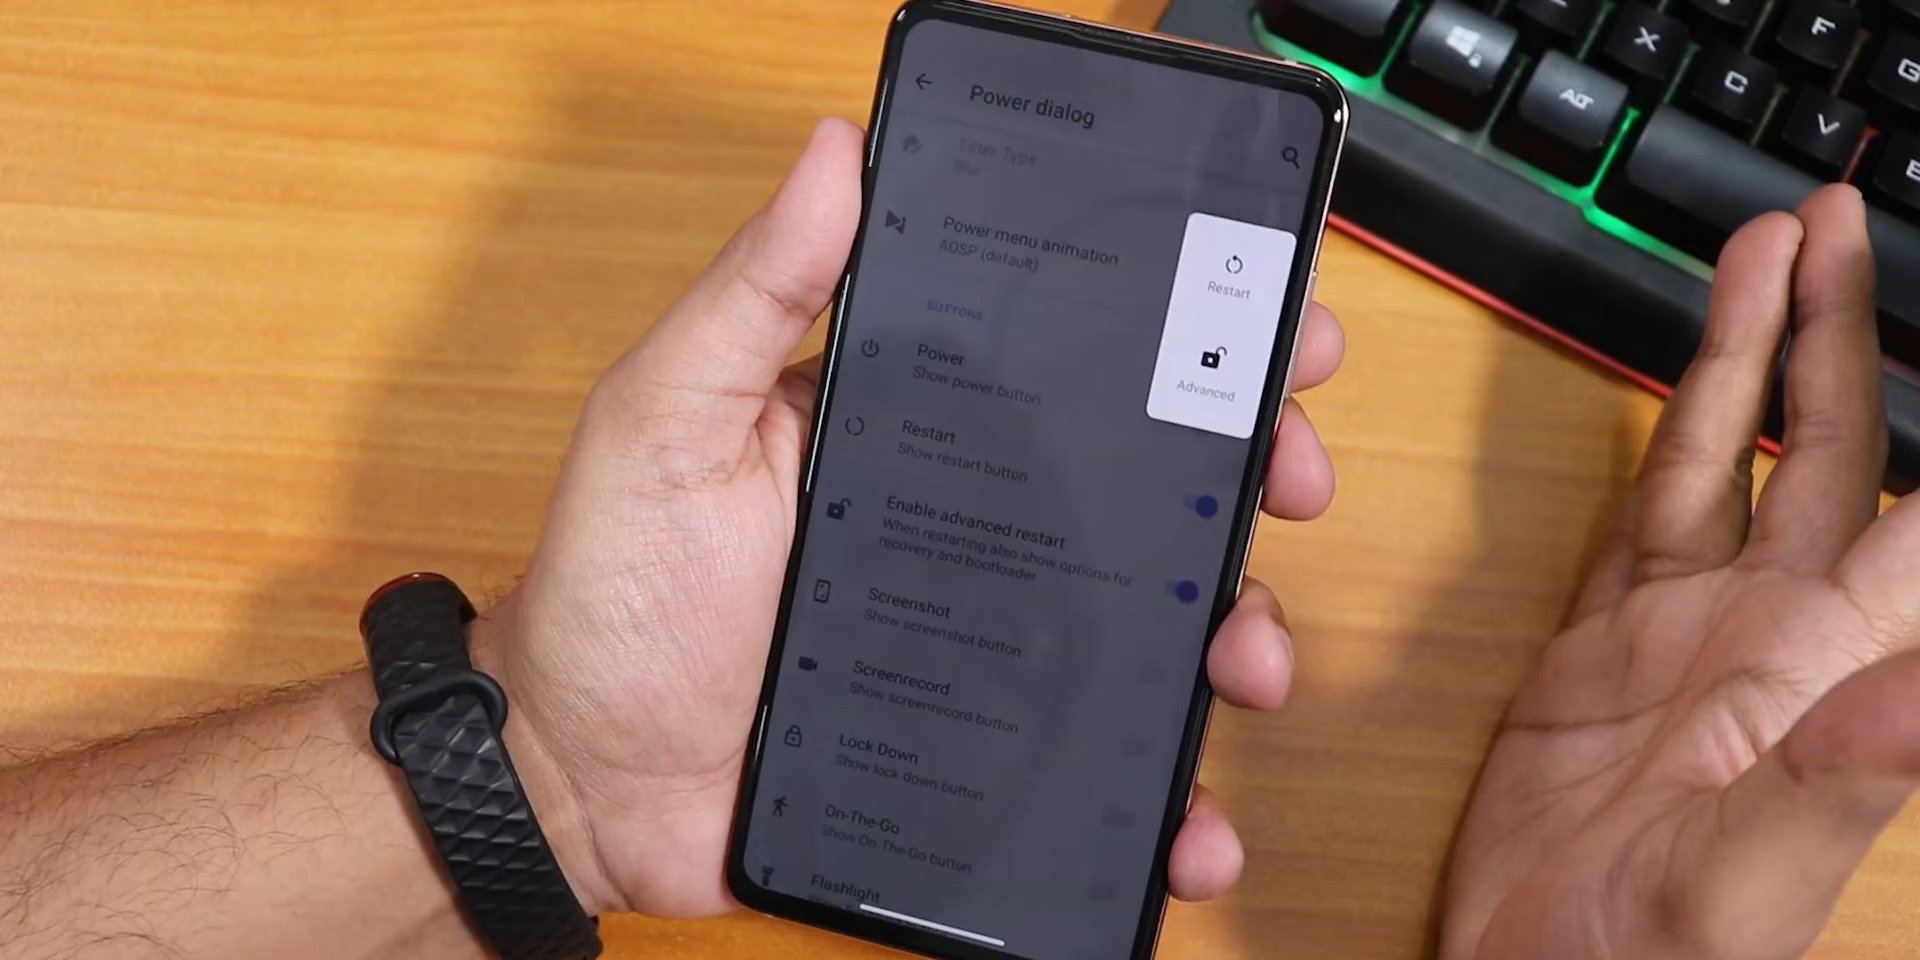 Power dialog
Blur
Power menu animation
AOSP (default)
BUTTONS
Power
Show power button
Restart
Show restart button
Enable advanced restart
When restarting also show options for
recovery and bootloader
Screenshot
Show screenshot button
Screenrecord
Show screenrecord button
Lock Down
Show lock down button
On-The-Go
Show On-The-Go button
Flashlight
Restart
Advanced
X
F
G
C
V
Alt